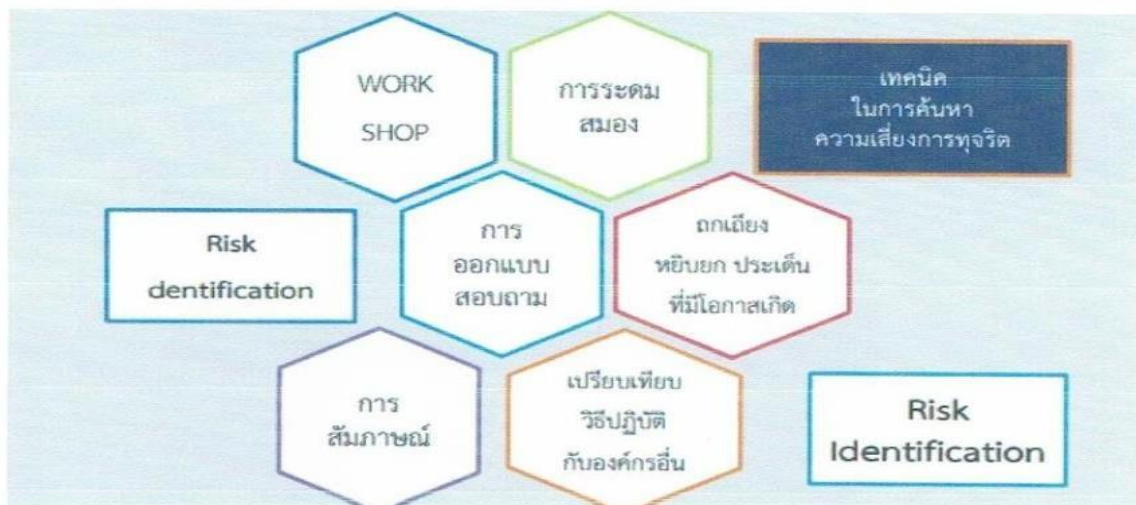 WORK
SHOP
การระดม
สมอง
เทคนิค
ในการค้นหา
ความเสี่ยงการทุจริต
Risk
dentification
การ
ออกแบบ
สอบถาม
ถกเถียง
หยิบยก ประเด็น
ที่มีโอกาสเกิด
การ
สัมภาษณ์
เปรียบเทียบ
วิธีปฏิบัติ
กับองค์กรอื่น
Risk
Identification